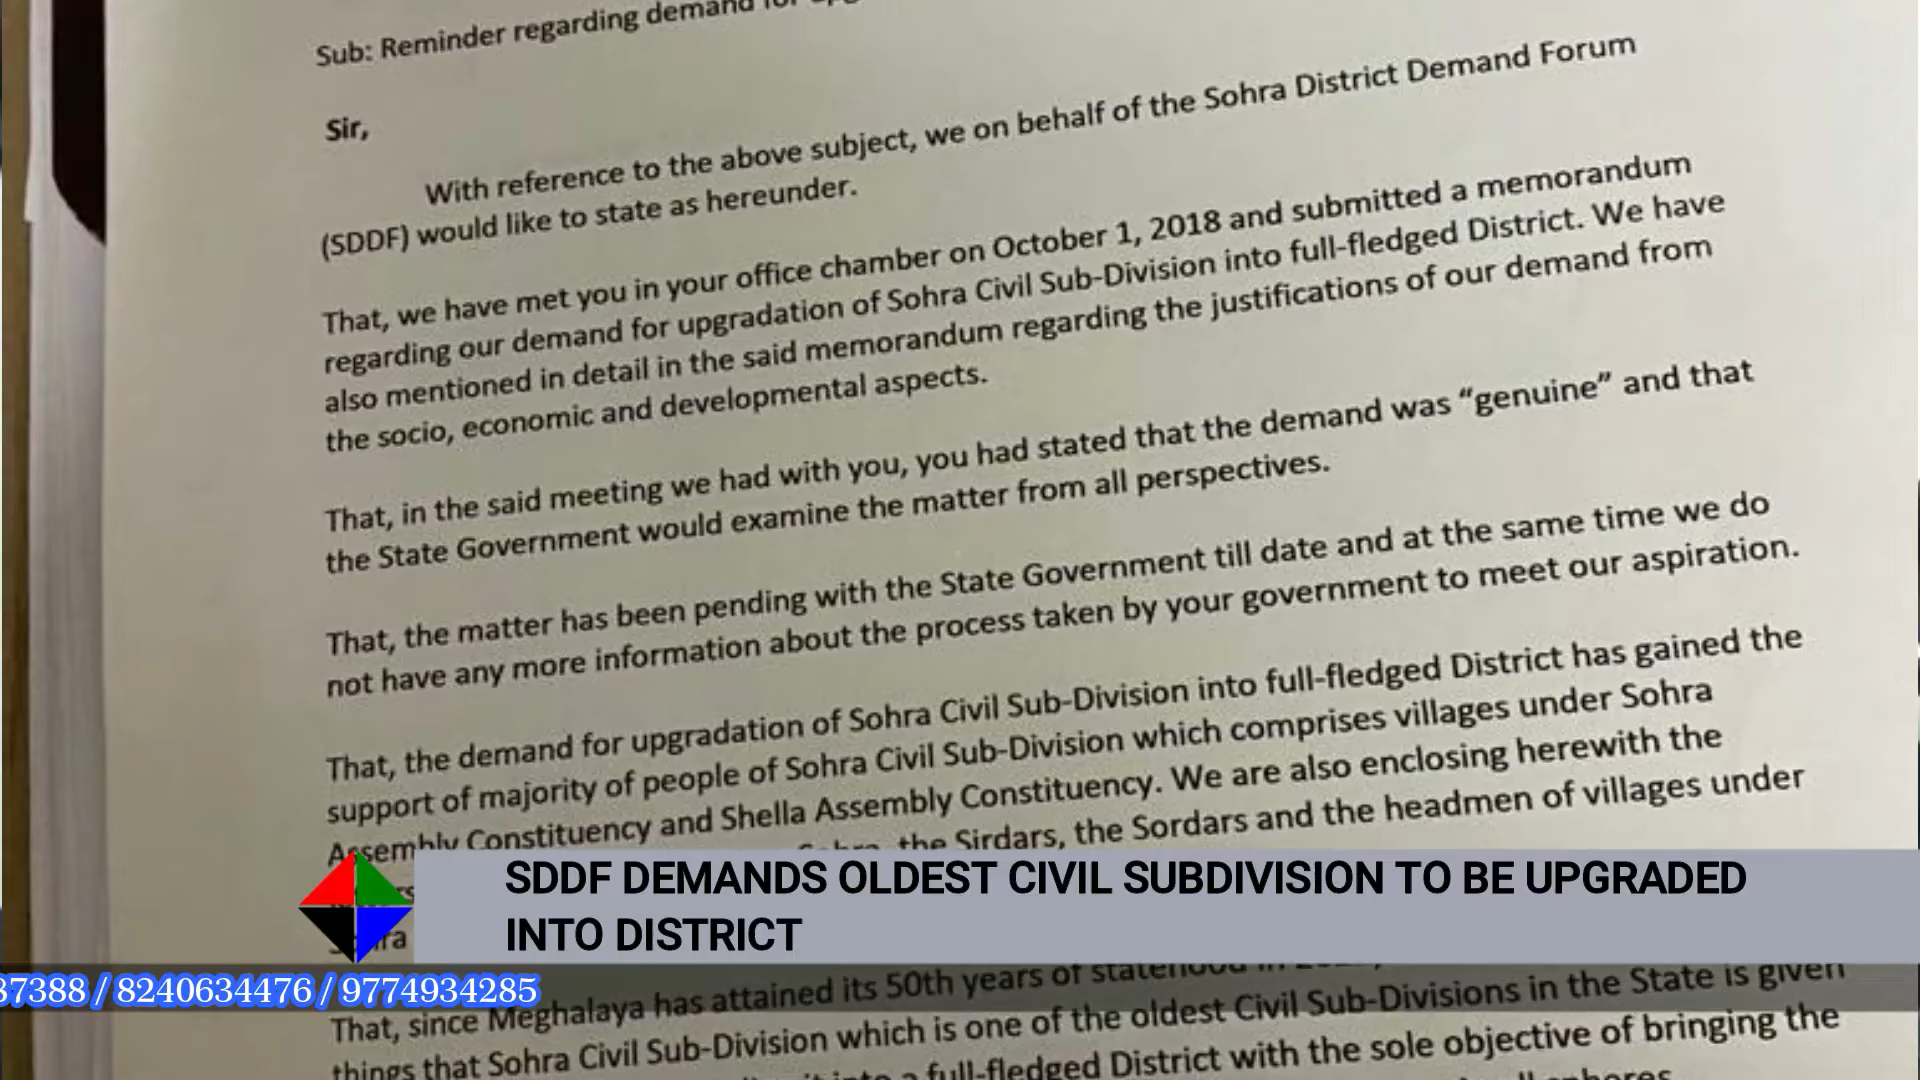 Sub: Reminder regarding demand for
Sir,
With reference to the above subject, we on behalf of the Sohra District Demand Forum
(SDDF) would like to state as hereunder.
That, we have met you in your office chamber on October 1, 2018 and submitted a memorandum
regarding our demand for upgradation of Sohra Civil Sub-Division into full-fledged District. We have
also mentioned in detail in the said memorandum regarding the justifications of our demand from
the socio, economic and developmental aspects.
That, in the said meeting we had with you, you had stated that the demand was “genuine” and that
the State Government would examine the matter from all perspectives.
That, the matter has been pending with the State Government till date and at the same time we do
not have any more information about the process taken by your government to meet our aspiration.
That, the demand for upgradation of Sohra Civil Sub-Division into full-fledged District has gained the
support of majority of people of Sohra Civil Sub-Division which comprises villages under Sohra
Assembly Constituency and Shella Assembly Constituency. We are also enclosing herewith the
the Sirdars, the Sordars and the headmen of villages under
SDDF DEMANDS OLDEST CIVIL SUBDIVISION TO BE UPGRADED
INTO DISTRICT
37388 / 8240634476 / 9774934285
That, since Meghalaya has attained its 50th years of statehood in
things that Sohra Civil Sub-Division which is one of the oldest Civil Sub-Divisions in the State is given
full-fledged District with the sole objective of bringing the